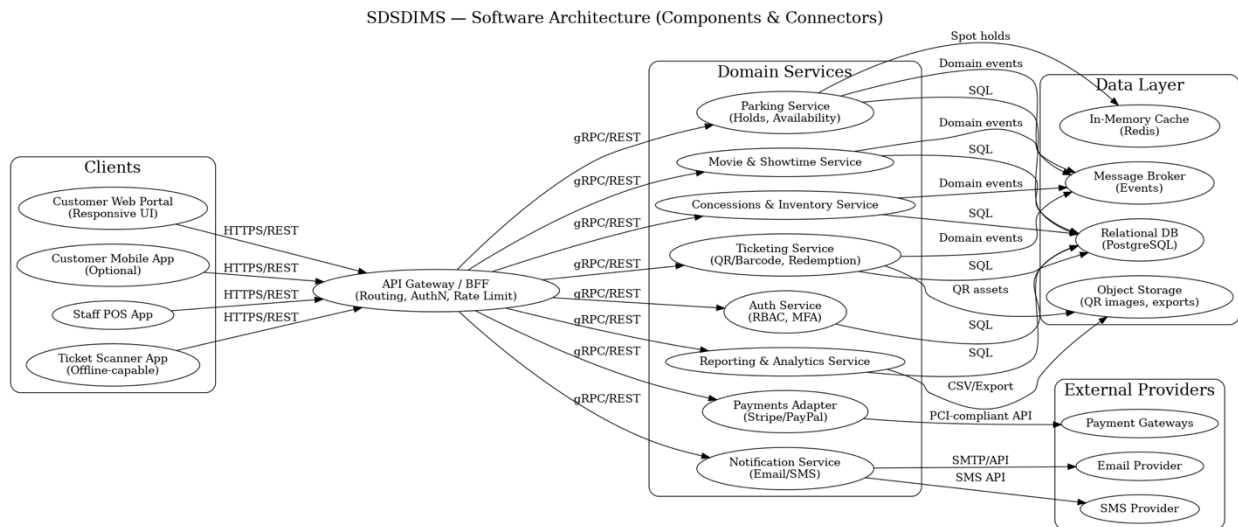 SDSDIMS — Software Architecture (Components & Connectors)
Clients
Customer Web Portal
(Responsive UI)
Customer Mobile App
(Optional)
Staff POS App
Ticket Scanner App
(Offline-capable)
HTTPS/REST
HTTPS/REST
HTTPS/REST
HTTPS/REST
API Gateway / BFF
(Routing, AuthN, Rate Limit)
gRPC/REST
gRPC/REST
gRPC/REST
gRPC/REST
gRPC/REST
gRPC/REST
gRPC/REST
gRPC/REST
Domain Services
Parking Service
(Holds, Availability)
Movie & Showtime Service
Concessions & Inventory Service
Ticketing Service
(QR/Barcode, Redemption)
Auth Service
(RBAC, MFA)
Reporting & Analytics Service
Payments Adapter
(Stripe/PayPal)
Notification Service
(Email/SMS)
Spot holds
Domain events
SQL
Domain events
SQL
Domain events
SQL
Domain events
SQL
QR assets
SQL
SQL
CSV/Export
PCI-compliant API
SMTP/API
SMS API
Data Layer
In-Memory Cache
(Redis)
Message Broker
(Events)
Relational DB
(PostgreSQL)
Object Storage
(QR images, exports)
External Providers
Payment Gateways
Email Provider
SMS Provider